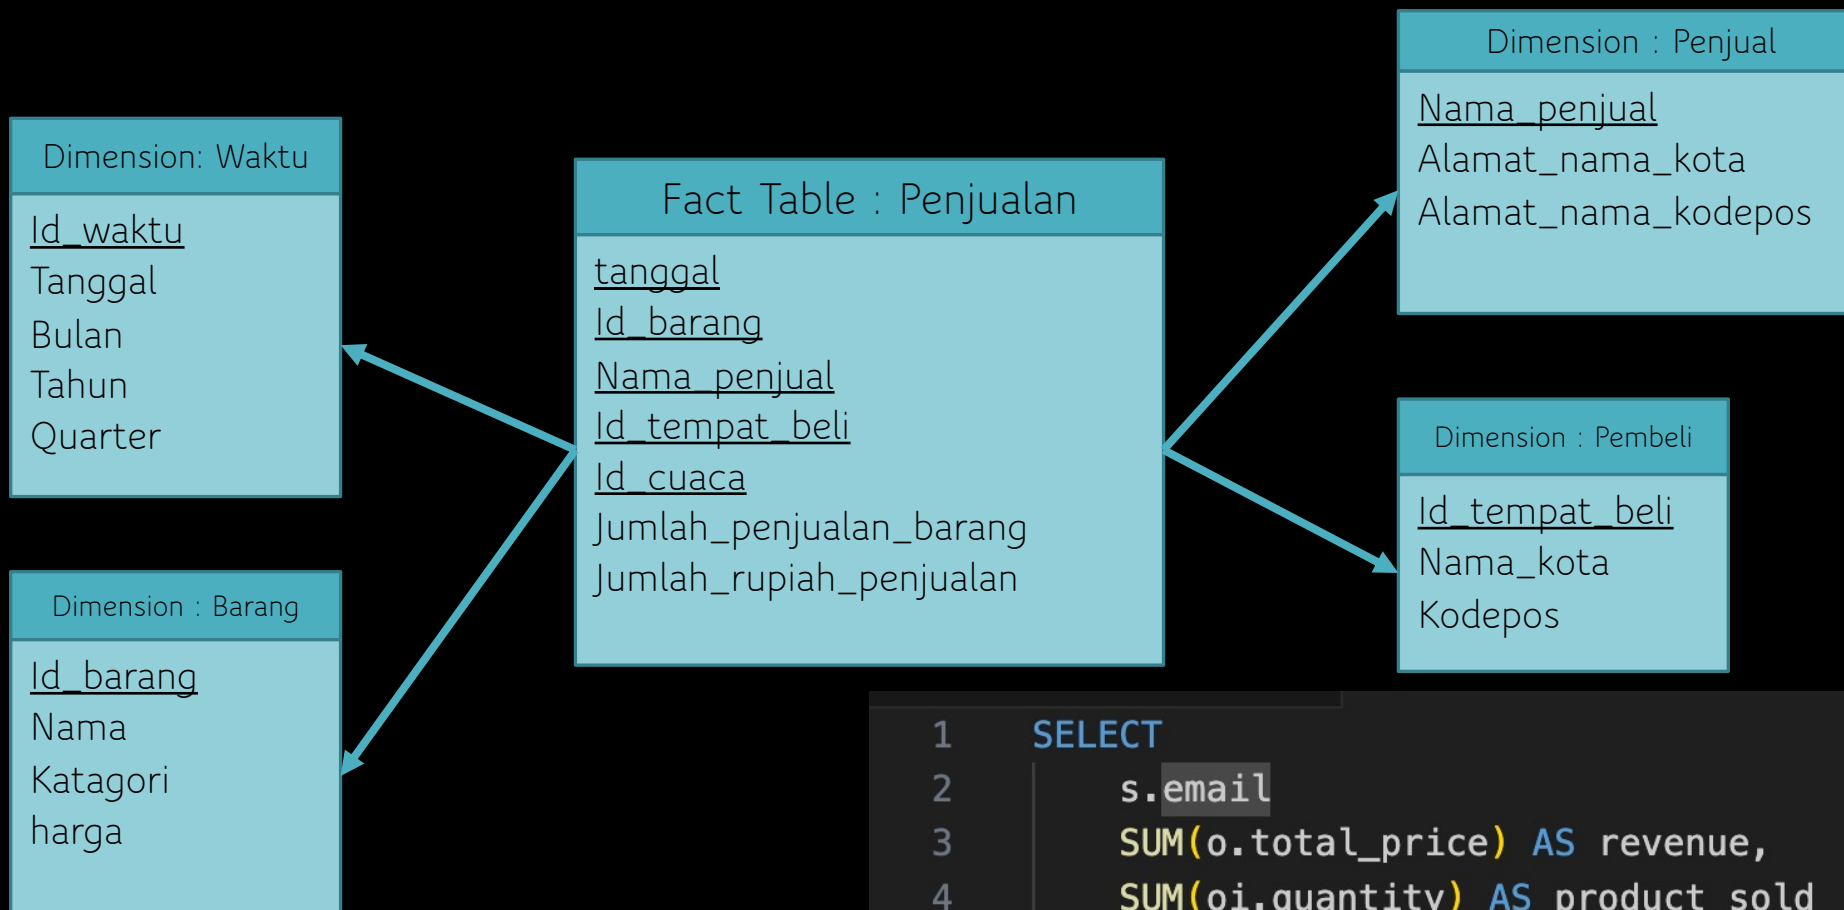 Dimension: Waktu
Id_waktu
Tanggal
Bulan
Tahun
Quarter
Dimension : Barang
Id_barang
Nama
Katagori
harga
Fact Table : Penjualan
tanggal
Id_barang
Nama_penjual
Id_tempat_beli
Id_cuaca
Jumlah_penjualan_barang
Jumlah_rupiah_penjualan
Dimension : Penjual
Nama_penjual
Alamat_nama_kota
Alamat_nama_kodepos
Dimension : Pembeli
Id_tempat_beli
Nama_kota
Kodepos
1 SELECT
2 s.email
3 SUM(o.total_price) AS revenue,
4 SUM(oi.quantity) AS product_sold